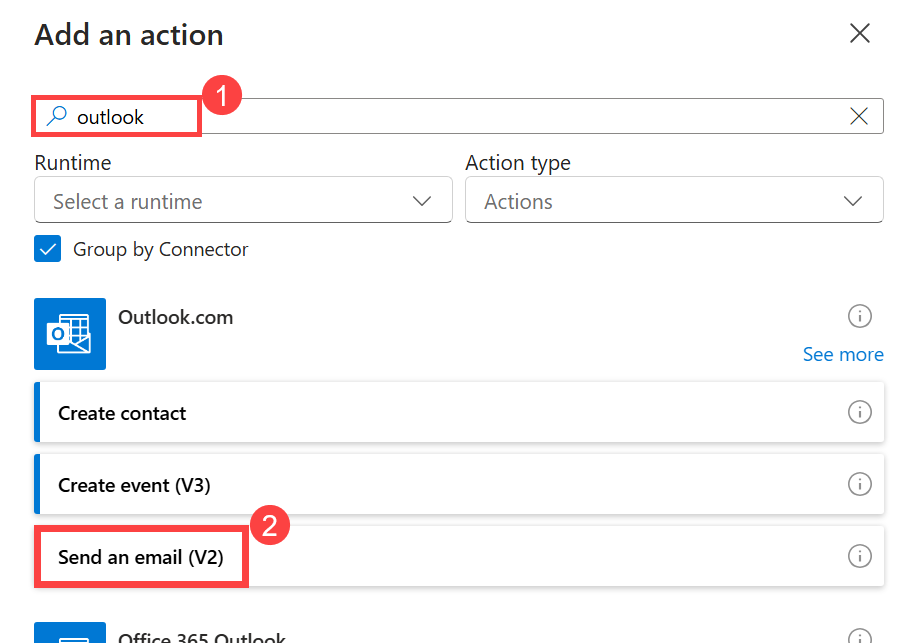 Add an action
1
outlook
Runtime
Action type
Select a runtime
Actions
Group by Connector
Outlook.com
See more
Create contact
Create event (V3)
2
Send an email (V2)
Office 365 Outlook